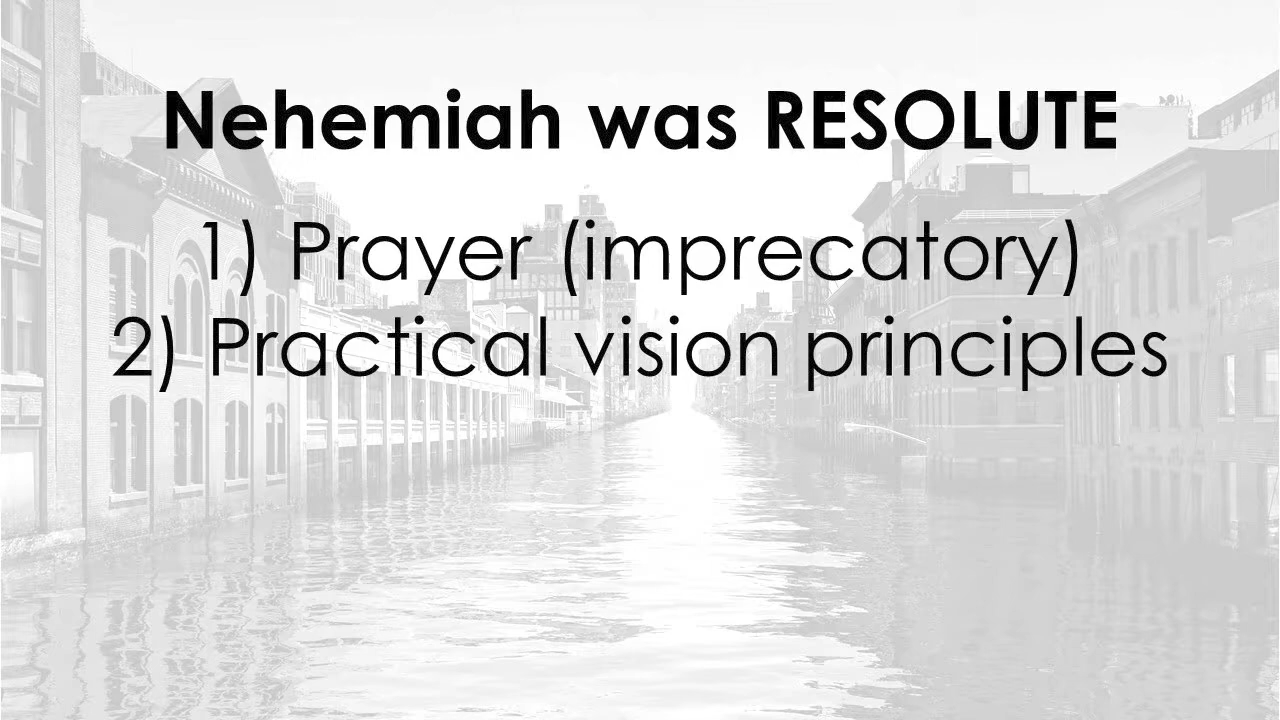 Nehemiah was RESOLUTE
1) Prayer (imprecatory)
2) Practical vision principles